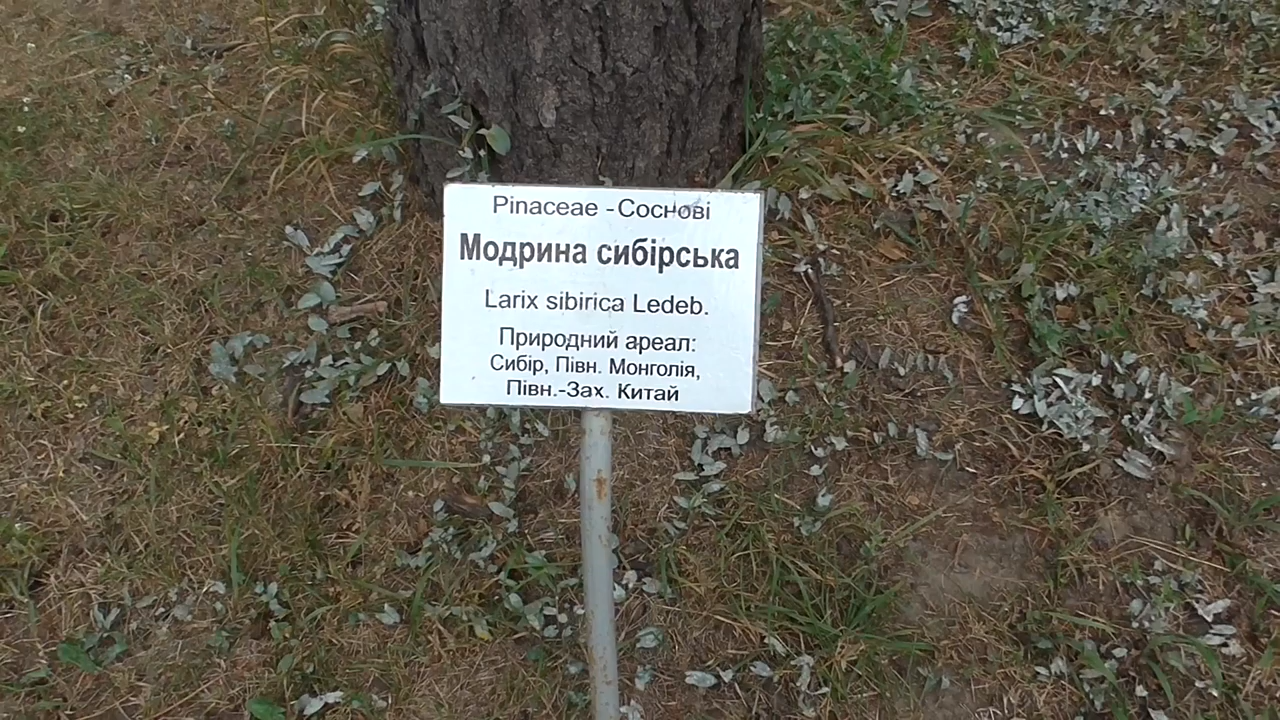 Pinaceae - Соснові
Модрина сибірська
Larix sibirica Ledeb.
Природний ареал:
Сибір, Півн. Монголія,
Півн.-Зах. Китай